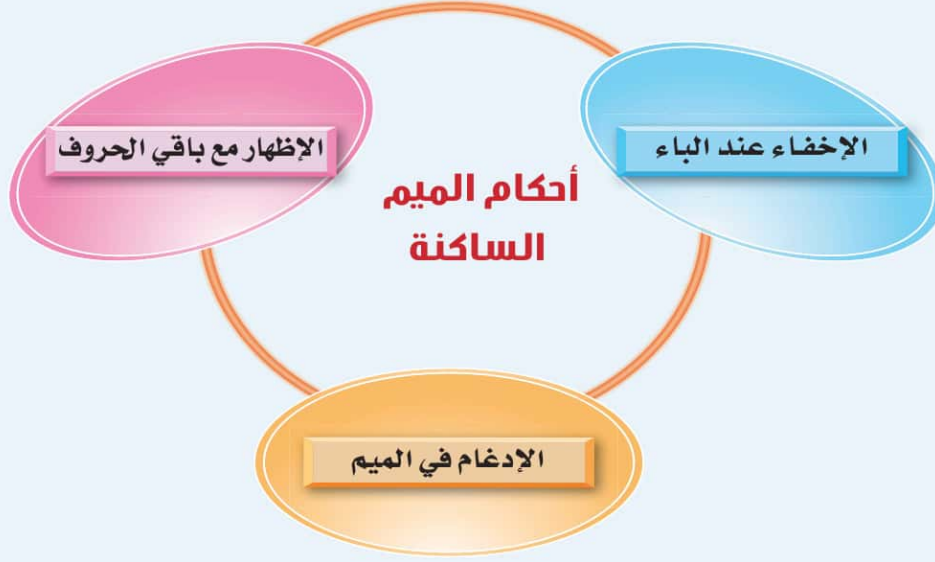 أحكام الميم
الساكنة
الإخفاء عند الباء
الإظهار مع باقي الحروف
الإدغام في الميم